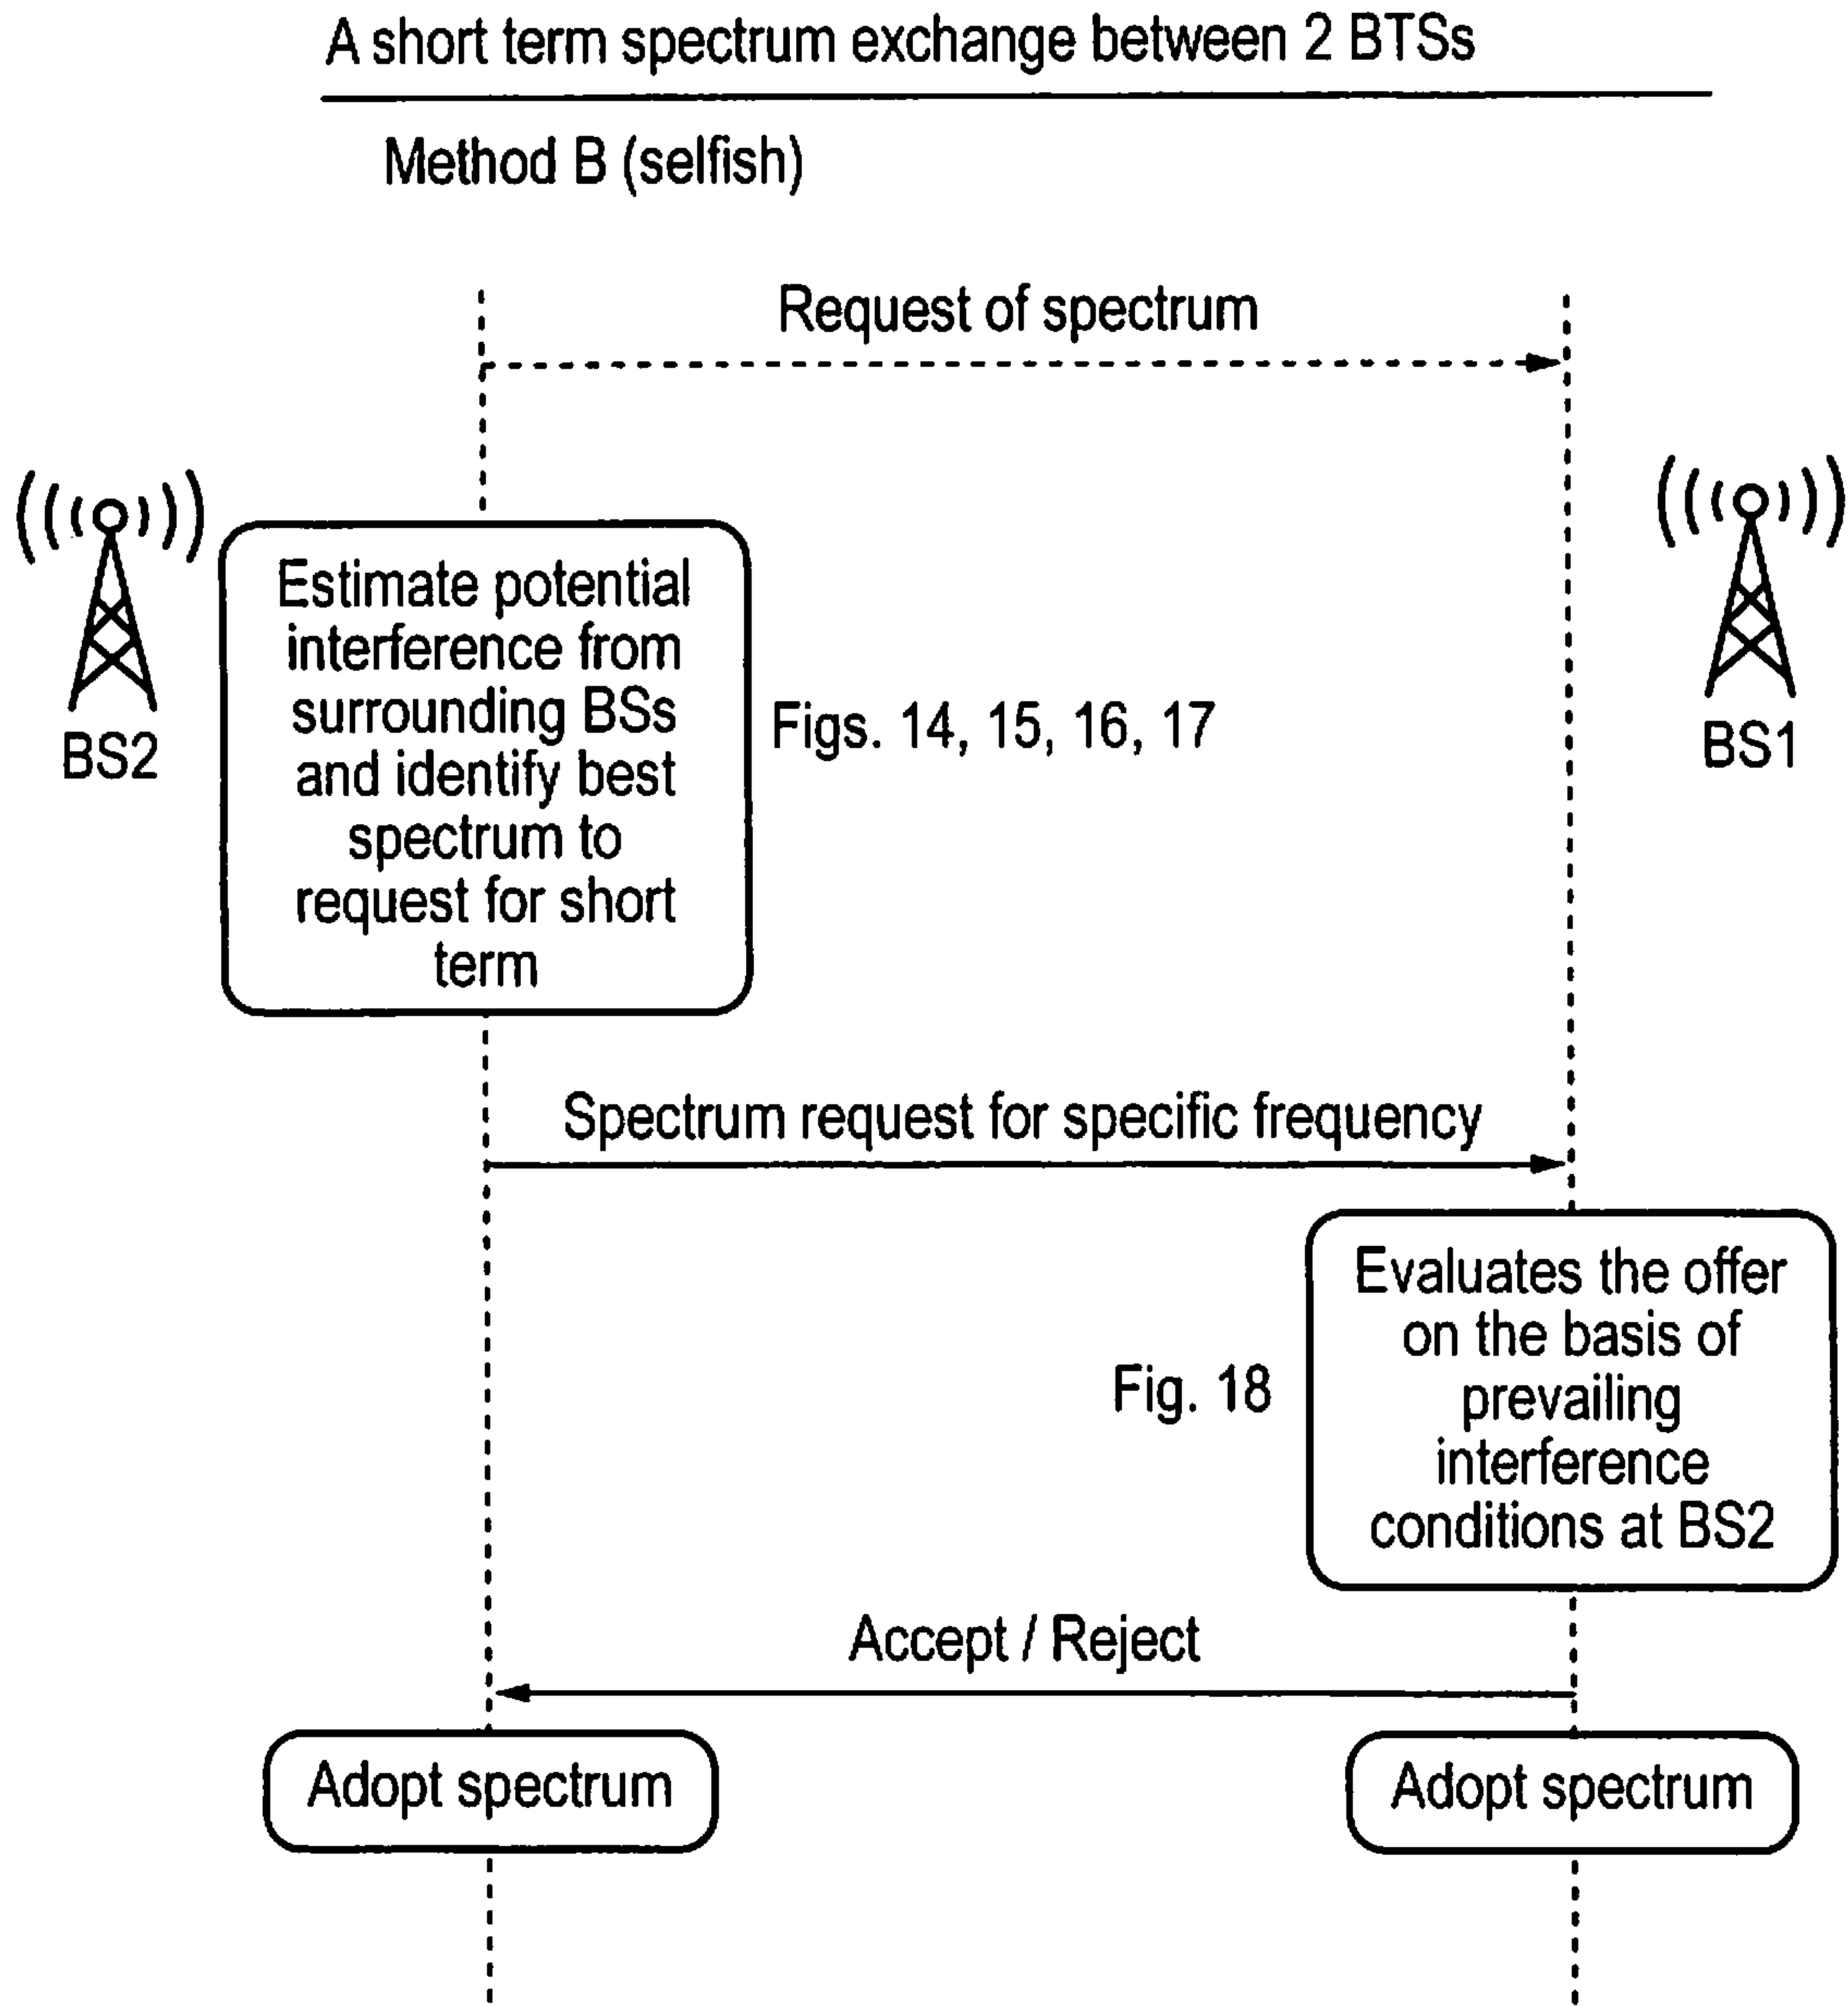 A short term spectrum exchange between 2 BTSs
Method B (selfish)
Request of spectrum
BS2
Estimate potential
interference from
surrounding BSs
and identify best
spectrum to
request for short
term
Figs. 14, 15, 16, 17
BS1
Spectrum request for specific frequency
Fig. 18
Evaluates the offer
on the basis of
prevailing
interference
conditions at BS2
Accept / Reject
Adopt spectrum
Adopt spectrum